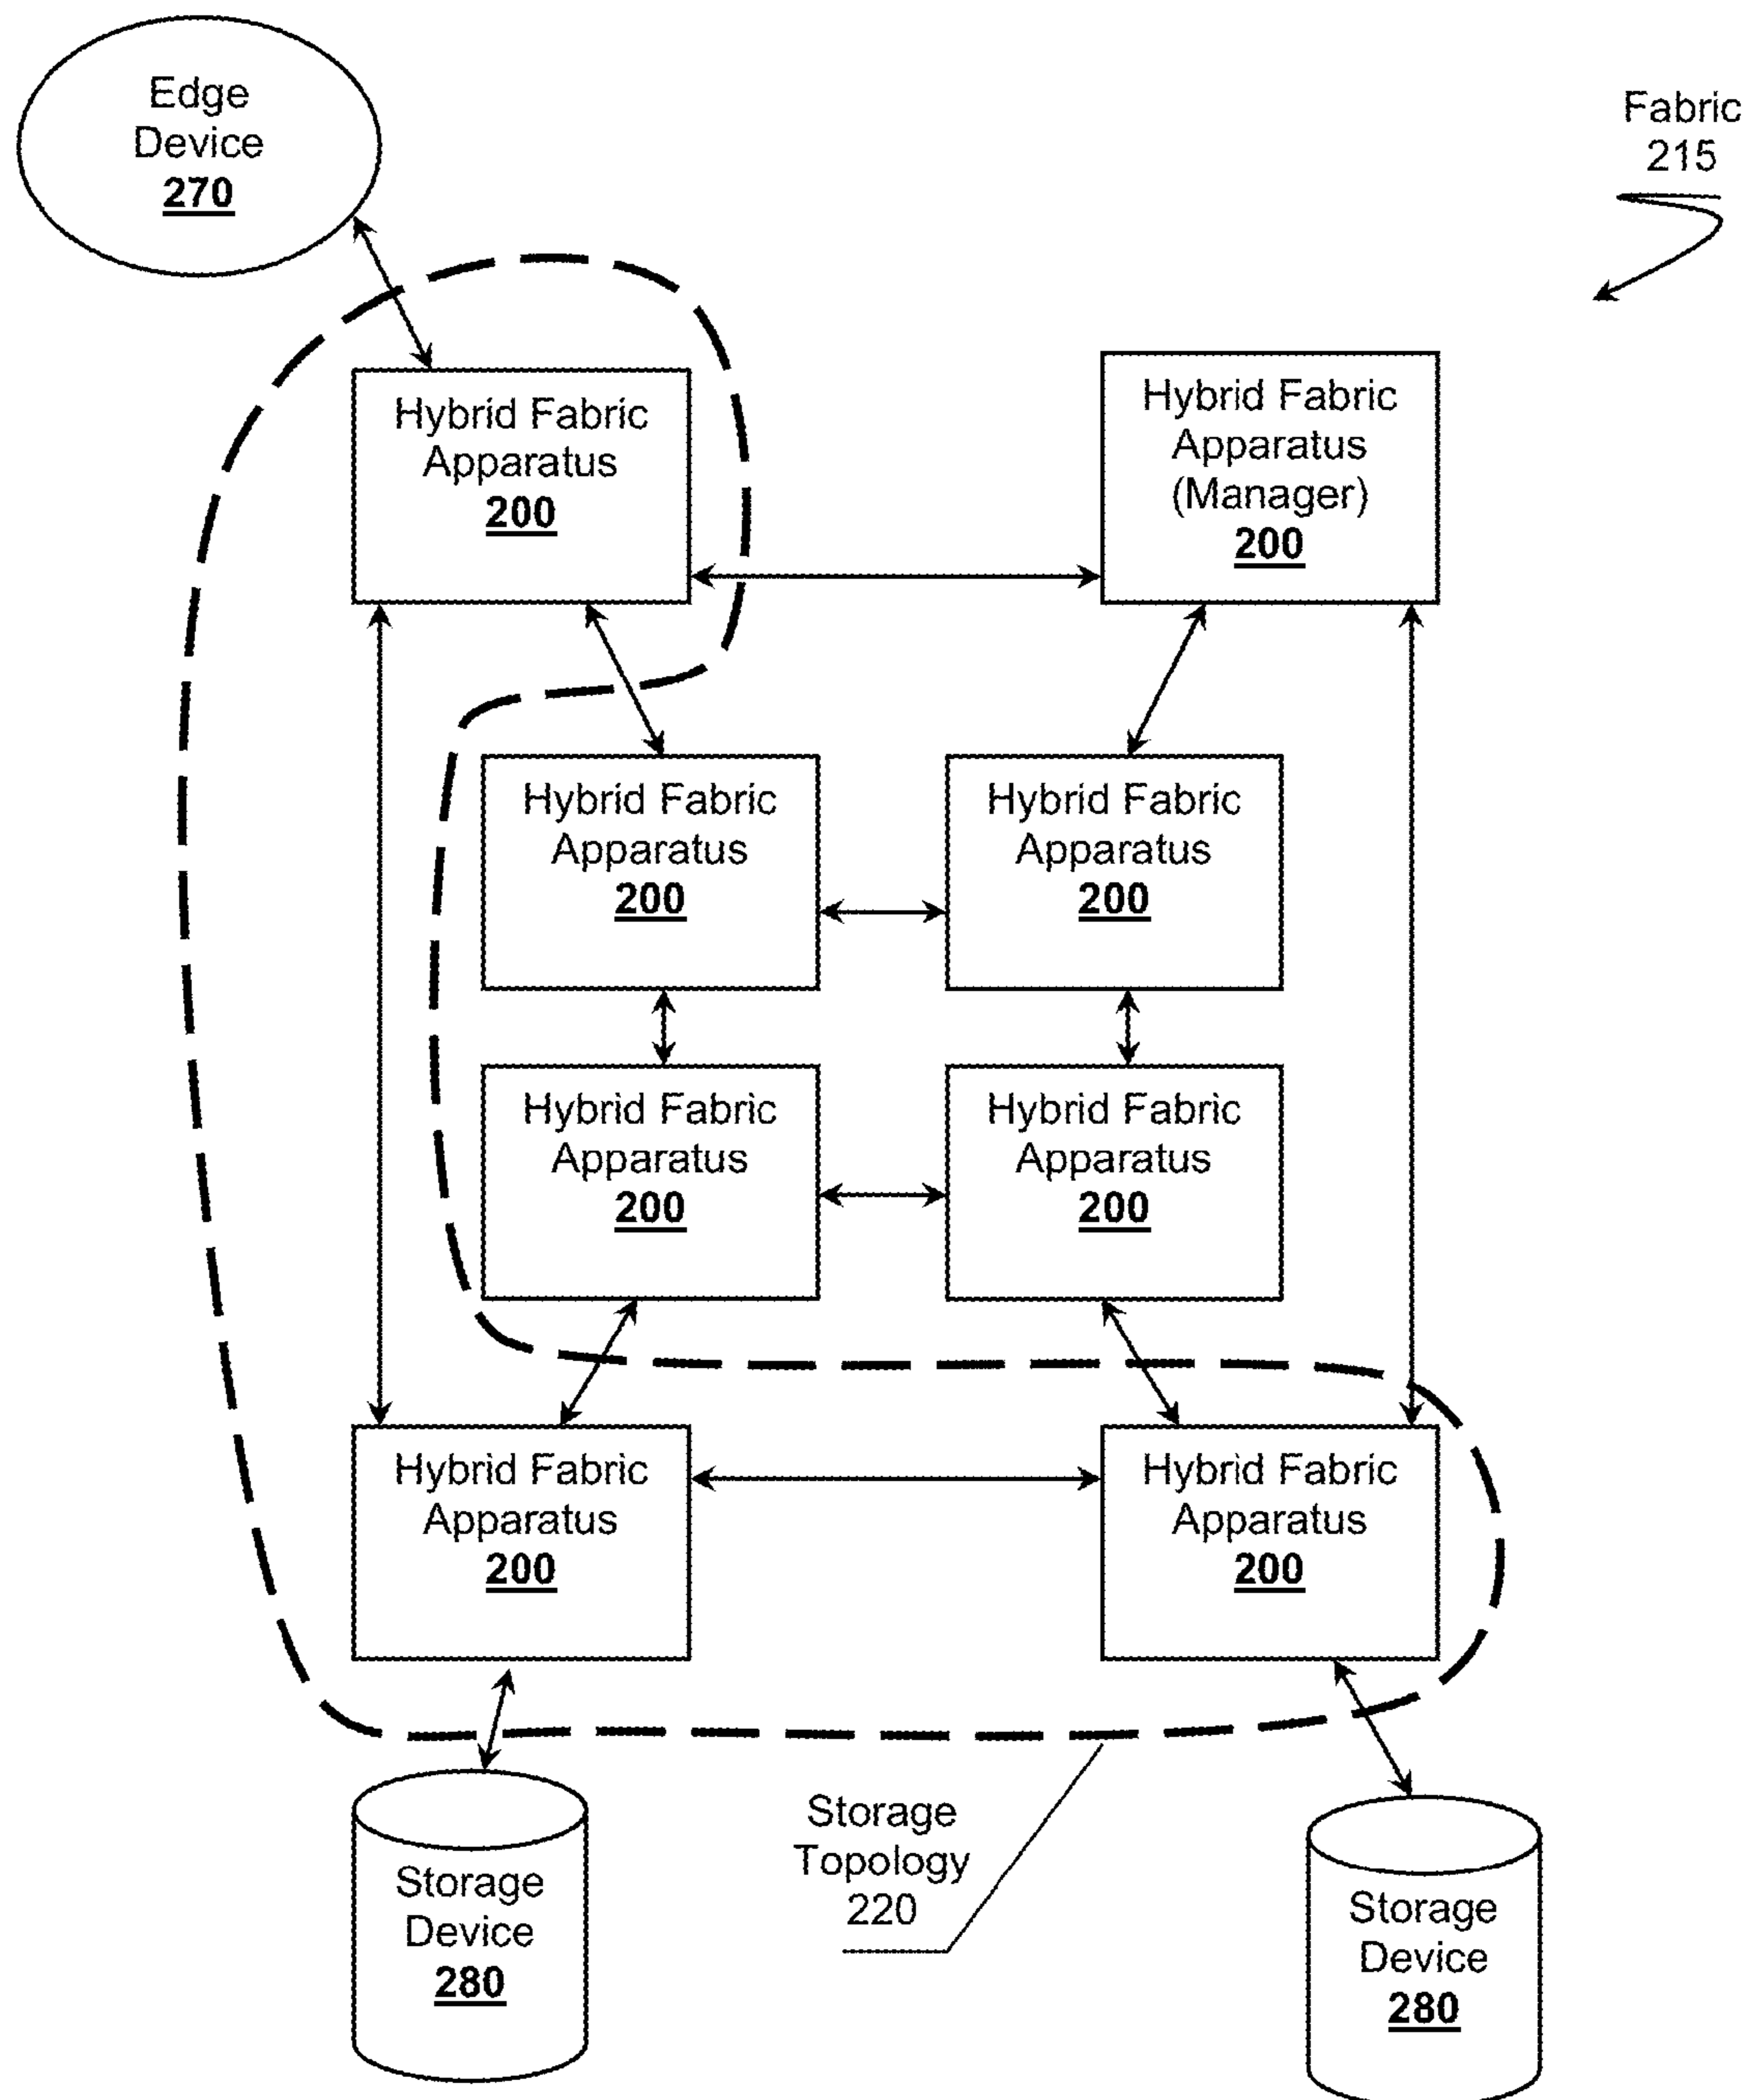 Edge
Device
270
Fabric
215
Hybrid Fabric
Apparatus
200
Hybrid Fabric
Apparatus
(Manager)
200
Hybrid Fabric
Apparatus
200
Hybrid Fabric
Apparatus
200
Hybrid Fabric
Apparatus
200
Hybrid Fabric
Apparatus
200
Hybrid Fabric
Apparatus
200
Hybrid Fabric
Apparatus
200
Storage
Device
280
Storage
Topology
220
Storage
Device
280